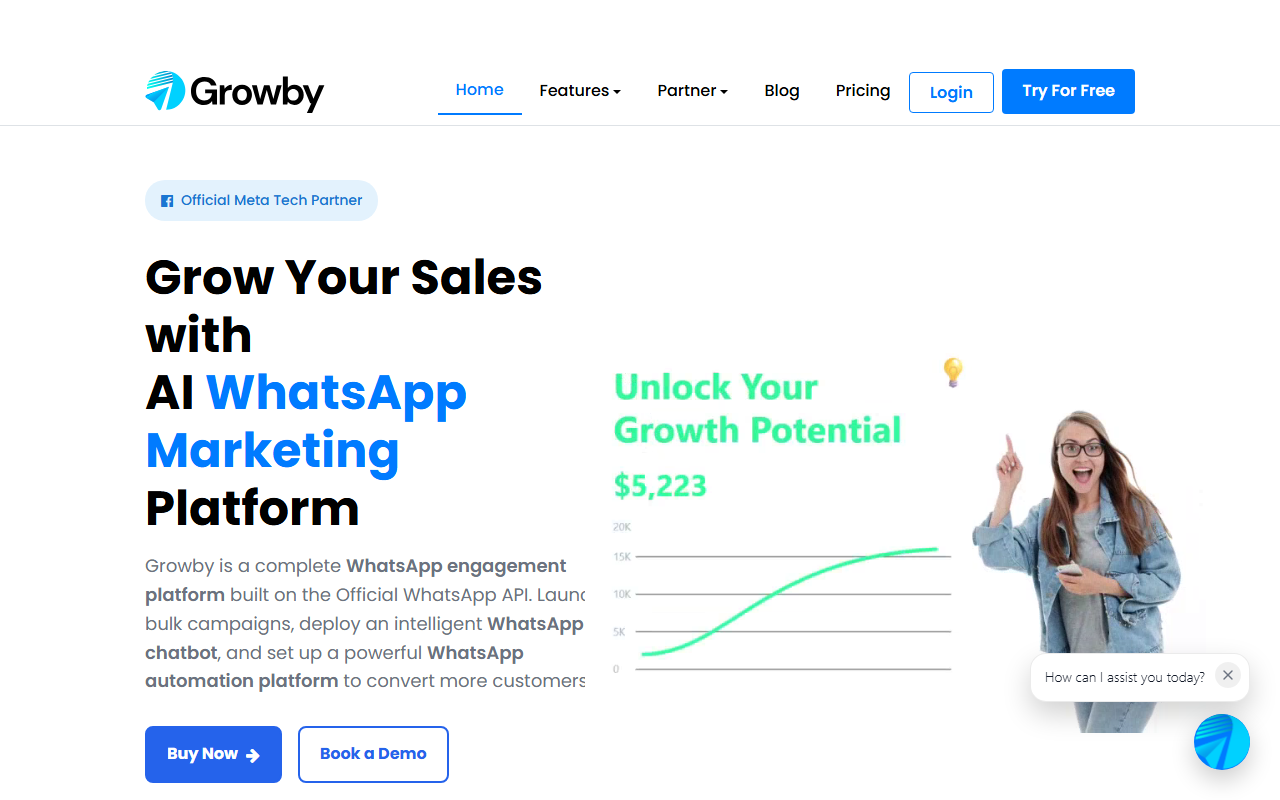 Growby
Home
Features
Partner
Blog
Pricing
Login
Try For Free
Official Meta Tech Partner
Grow Your Sales
with
AI WhatsApp
Marketing
Platform
Growby is a complete WhatsApp engagement
platform built on the Official WhatsApp API. Launc
bulk campaigns, deploy an intelligent WhatsApp
chatbot, and set up a powerful WhatsApp
automation platform to convert more customers
Buy Now
Book a Demo
Unlock Your
Growth Potential
$5,223
20K
15K
10K
5K
0
How can I assist you today?